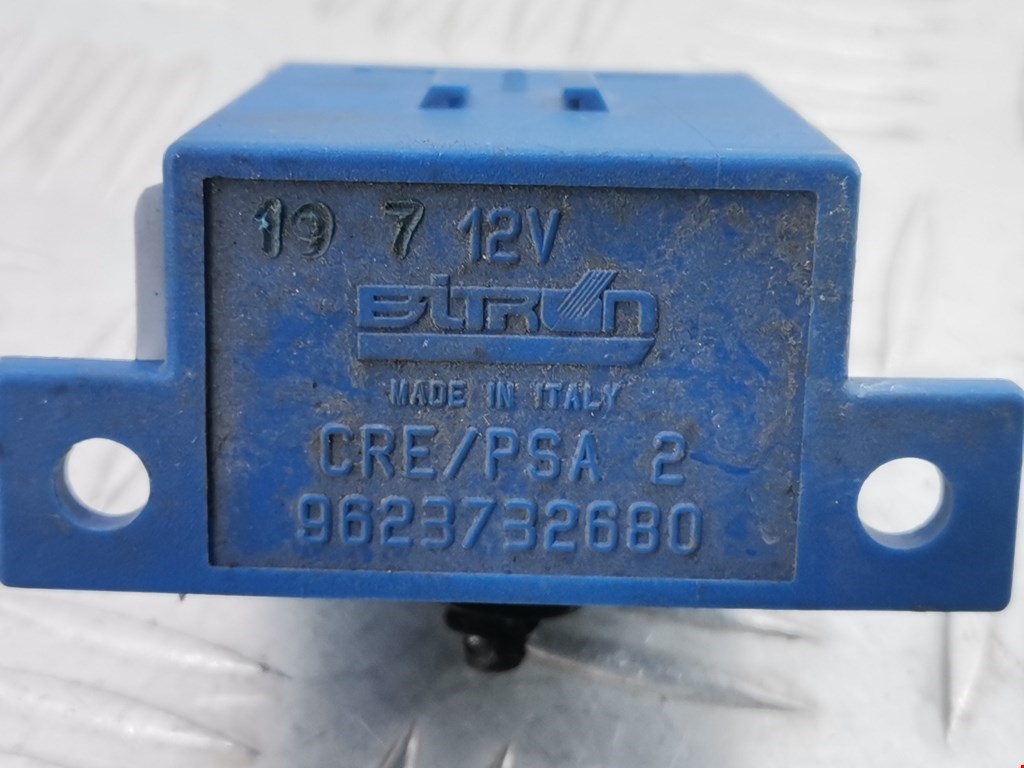 19 7 12V
BITRON
MADE IN ITALY
CRE/PSA 2
9623732680